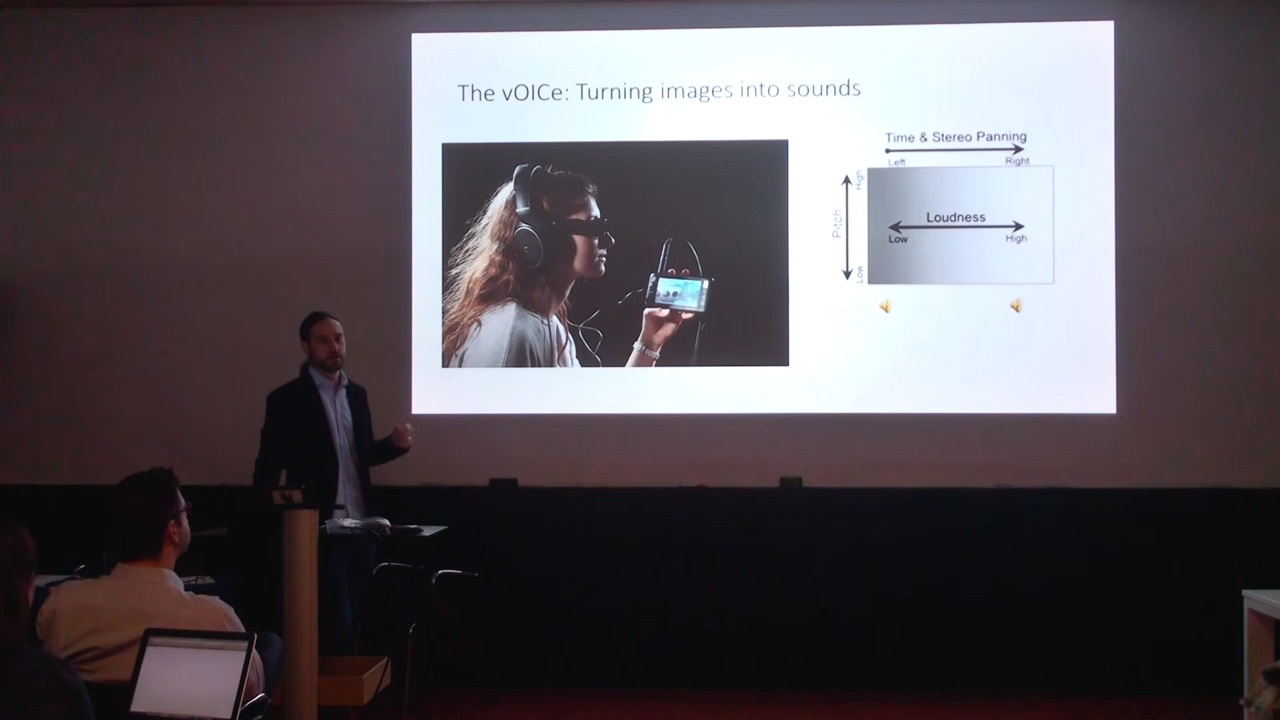 The vOICe: Turning images into sounds
Time & Stereo Panning
Left
Right
High
Pitch
Low
Loudness
Low
High